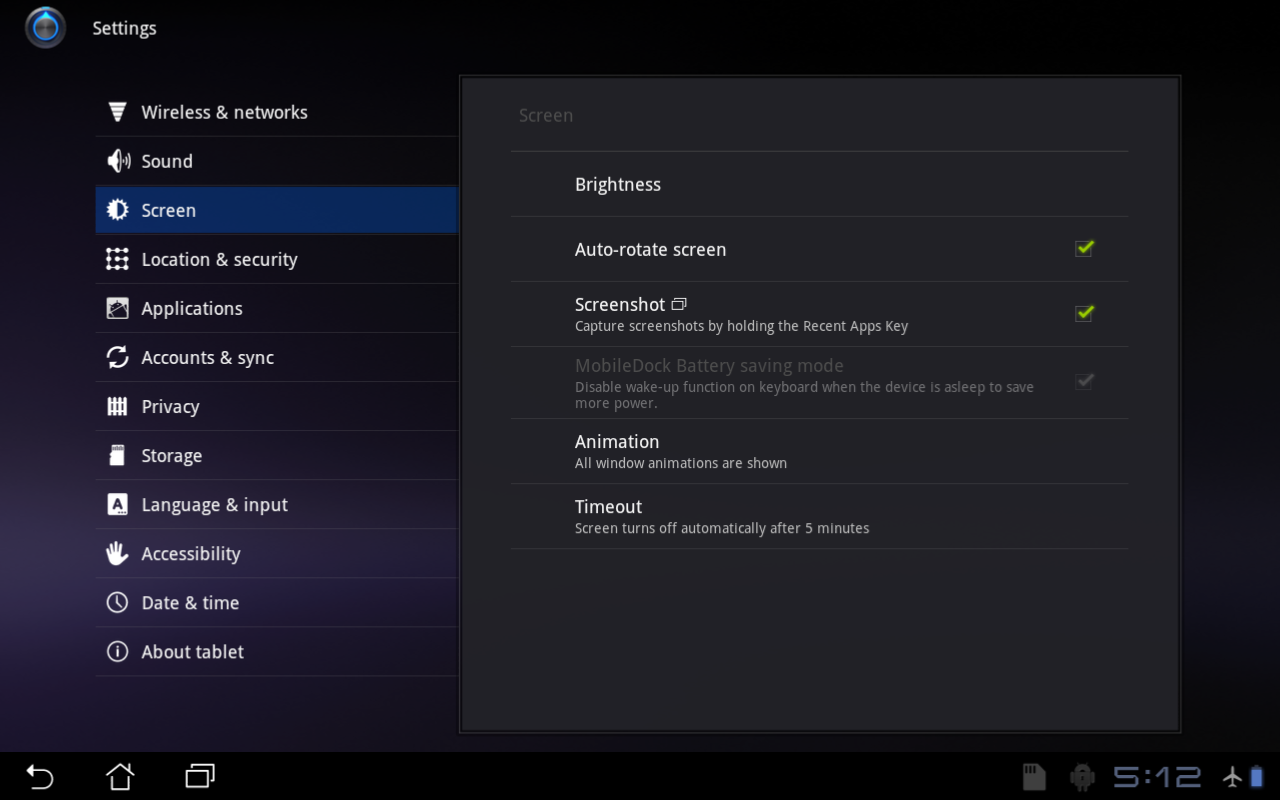 Settings
Wireless & networks
Sound
Screen
Location & security
Applications
Accounts & sync
Privacy
Storage
Language & input
Accessibility
Date & time
About tablet
Screen
Brightness
Auto-rotate screen
Screenshot
Capture screenshots by holding the Recent Apps Key
MobileDock Battery saving mode
Disable wake-up function on keyboard when the device is asleep to save
more power.
Animation
All window animations are shown
Timeout
Screen turns off automatically after 5 minutes
5:12